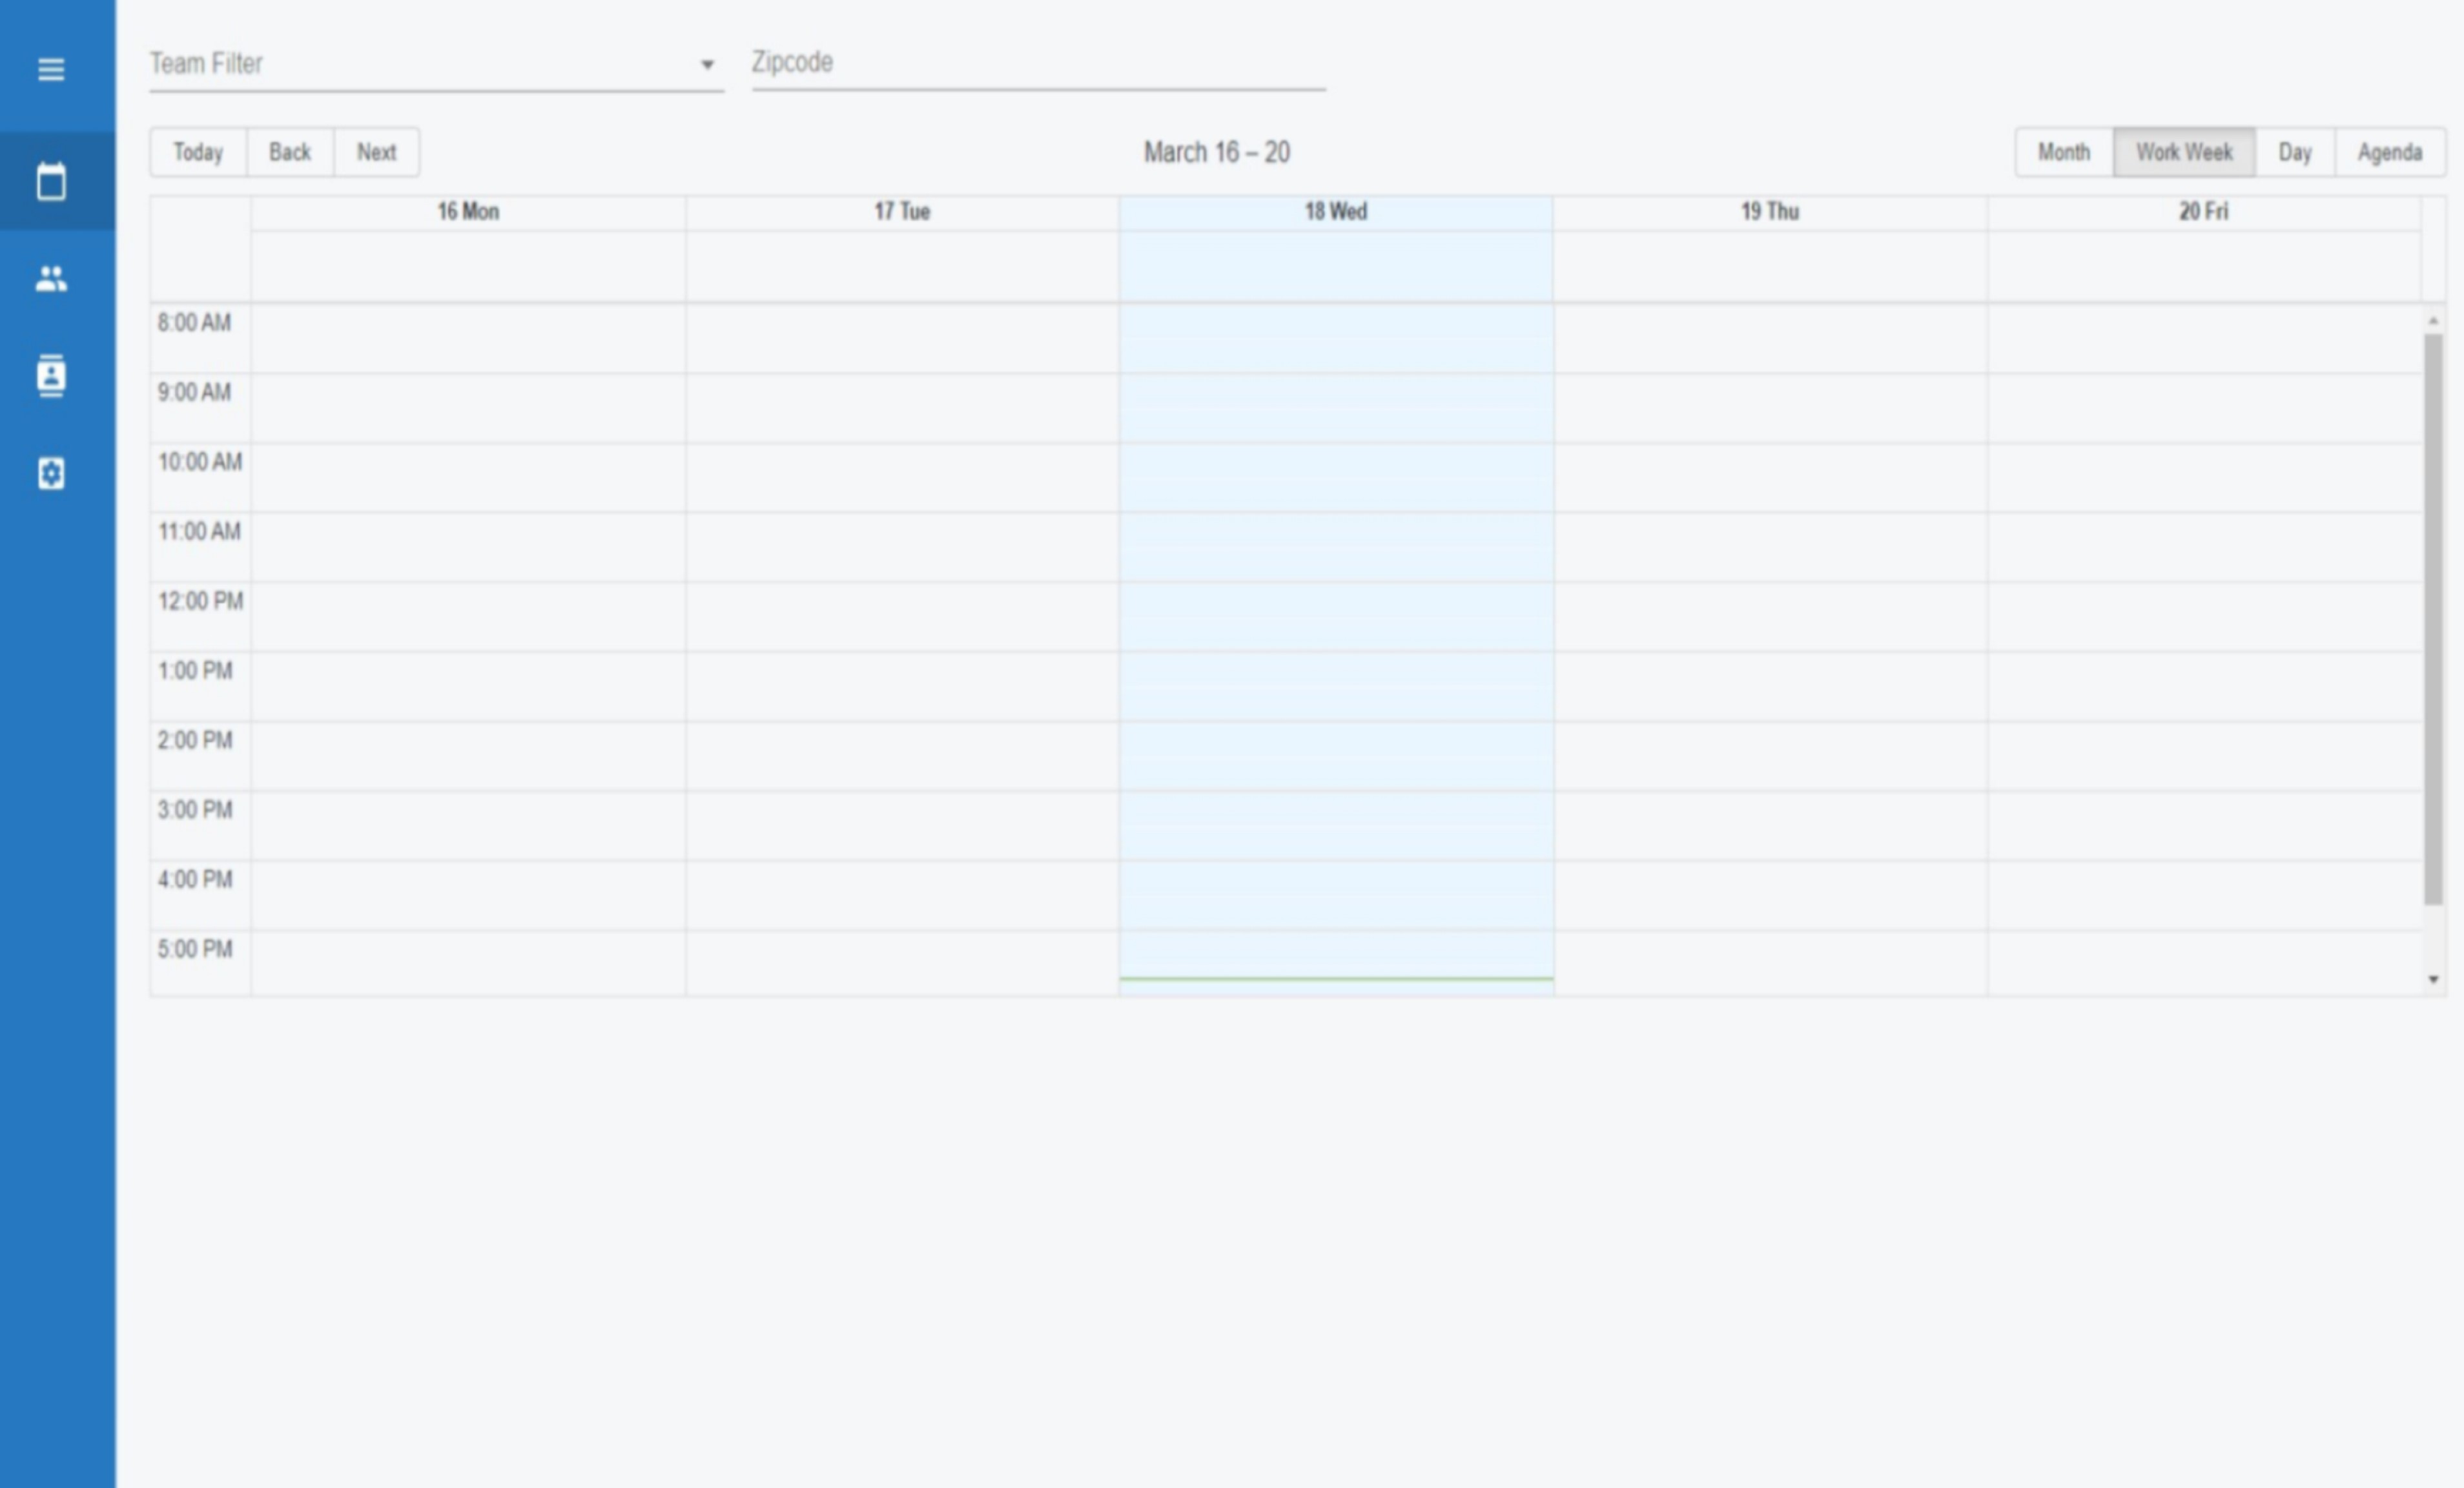 Team Filter
Zipcode
Today Back Next
March 16 – 20
Month Work Week Day Agenda
16 Mon 17 Tue 18 Wed 19 Thu 20 Fri
8:00 AM
9:00 AM
10:00 AM
11:00 AM
12:00 PM
1:00 PM
2:00 PM
3:00 PM
4:00 PM
5:00 PM